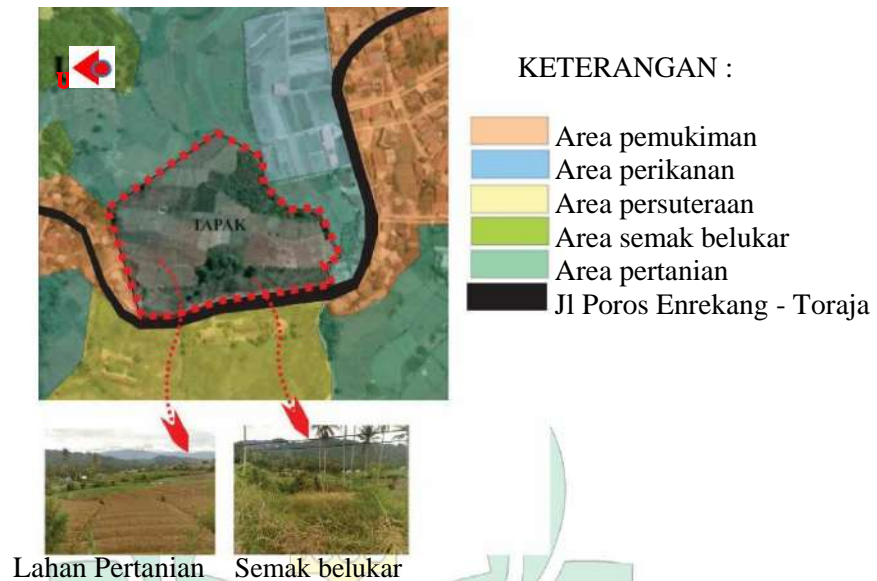 U
TAPAK
KETERANGAN :
Area pemukiman
Area perikanan
Area persuteraan
Area semak belukar
Area pertanian
Jl Poros Enrekang - Toraja
Lahan Pertanian
Semak belukar